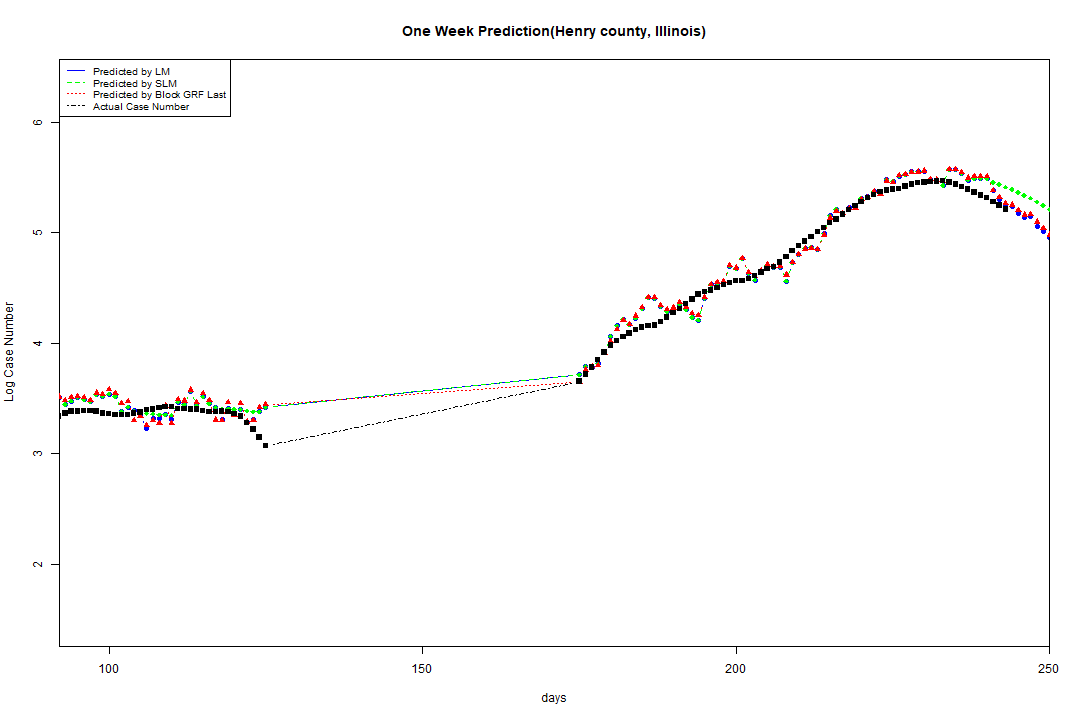 One Week Prediction(Henry county, Illinois)
Predicted by LM
Predicted by SLM
Predicted by Block GRF Last
Actual Case Number
6
5
4
3
2
Log Case Number
100 150 200 250
days